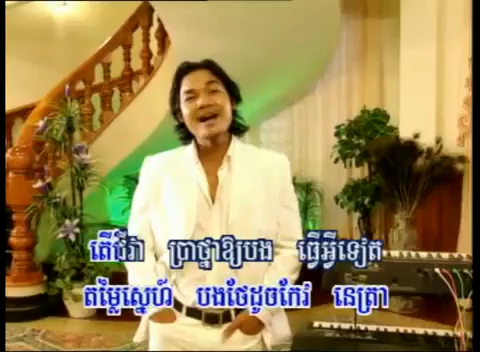 តើជីវ៉ា ប្រាថ្នាឱ្យបង ធ្វើអ្វីទៀត
តម្លៃស្នេហ៍ បងថែដូចកែវ នេត្រា